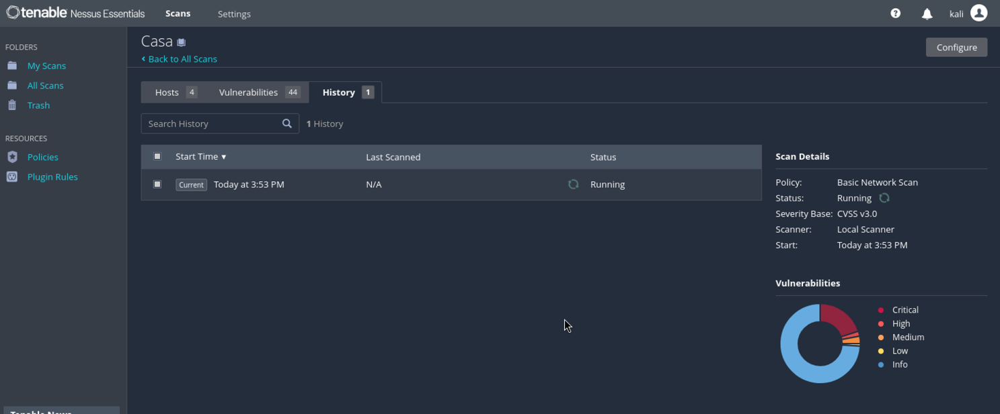 tenable Nessus Essentials
Scans
Settings
kali
FOLDERS
My Scans
All Scans
Trash
RESOURCES
Policies
Plugin Rules
Tenable News
Casa
Back to All Scans
Configure
Hosts 4
Vulnerabilities 44
History 1
Search History
1 History
Start Time ▼ Last Scanned Status
Current Today at 3:53 PM N/A Running
Scan Details
Policy: Basic Network Scan
Status: Running
Severity Base: CVSS v3.0
Scanner: Local Scanner
Start: Today at 3:53 PM
Vulnerabilities
Critical
High
Medium
Low
Info